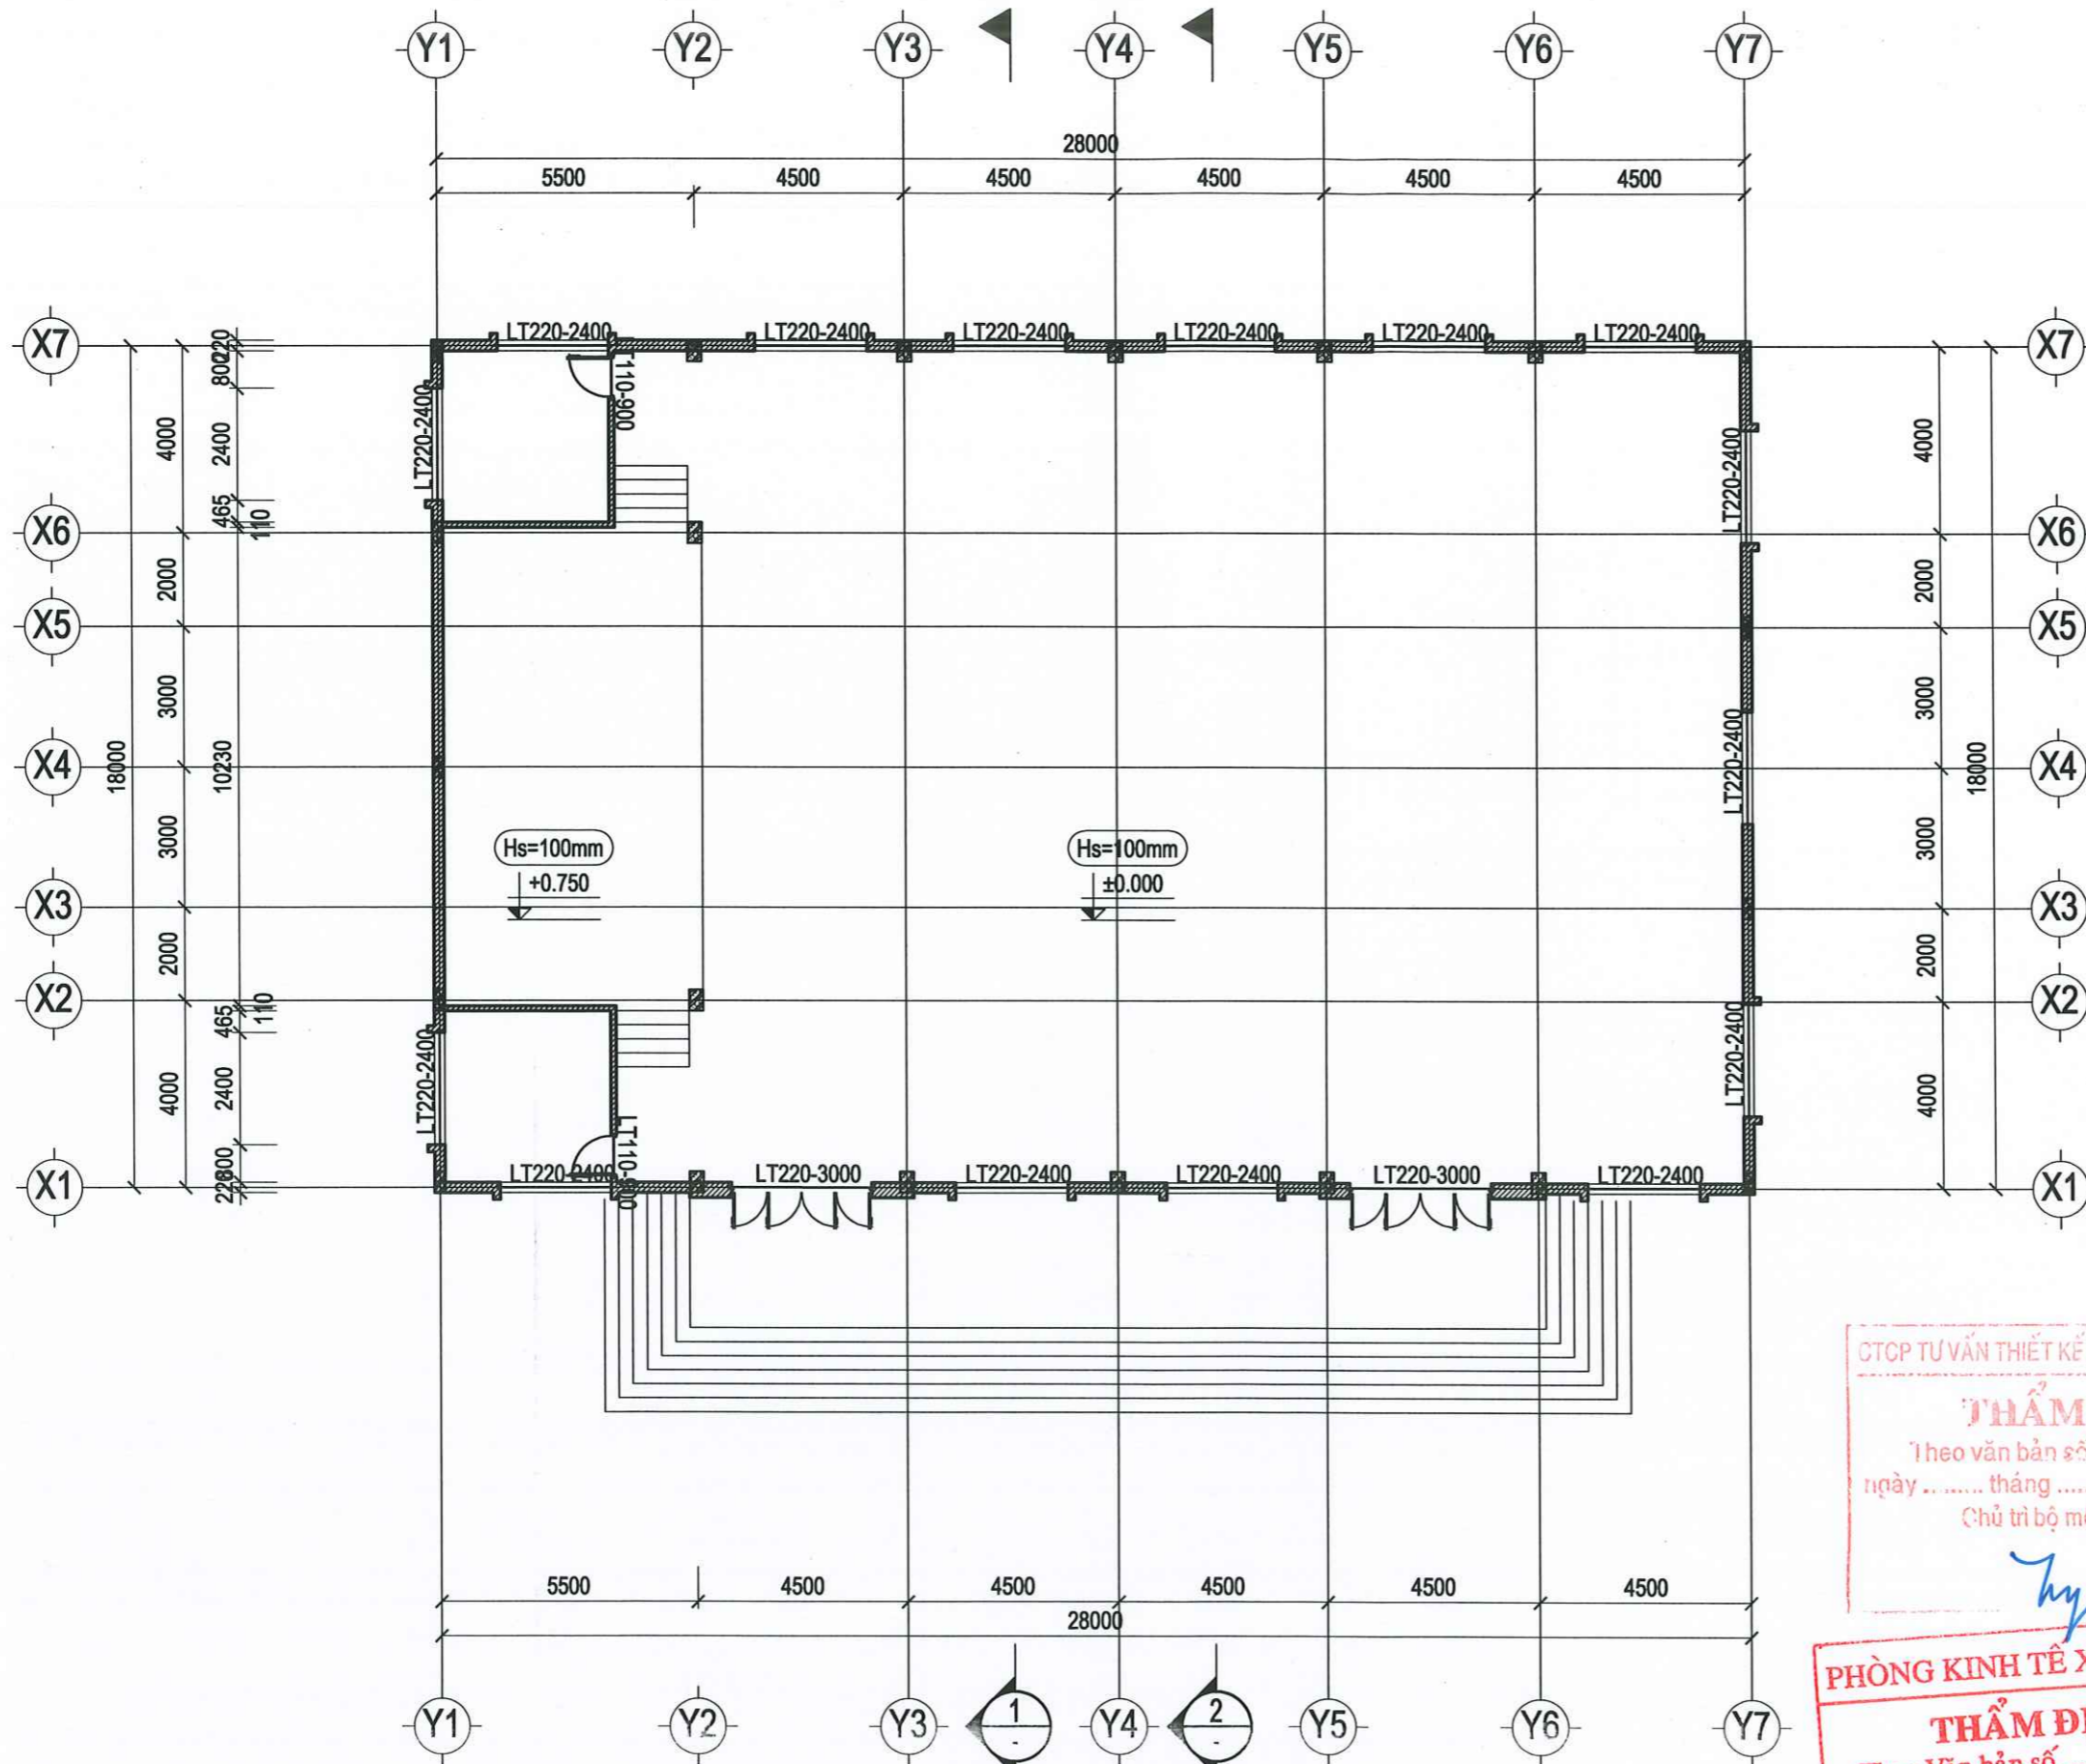 Y1 Y2 Y3 Y4 Y5 Y6 Y7
28000
5500 4500 4500 4500 4500 4500
X7 LT220-2400 LT220-2400 LT220-2400 LT220-2400 LT220-2400 LT220-2400 X7
220
800
LT110-900
4000 2400 LT220-2400 LT220-2400 4000
465
110
X6 X6
2000 2000
X5 X5
3000 3000
18000 10230 LT220-2400 18000
X4 X4
3000 3000
Hs=100mm Hs=100mm
+0.750 ±0.000
X3 X3
2000 2000
X2 X2
110
465
4000 2400 LT220-2400 LT220-2400 4000
LT110-900
800
220
X1 LT220-2400 LT220-3000 LT220-2400 LT220-2400 LT220-3000 LT220-2400 X1
CTCP TƯ VẤN THIẾT KẾ
THẨM
Theo văn bản số
ngày ........ tháng .....
Chủ trì bộ
5500 4500 4500 4500 4500 4500
28000
PHÒNG KINH TẾ X
THẨM
Y1 Y2 Y3 1 - Y4 2 - Y5 Y6 Y7
Văn bản số